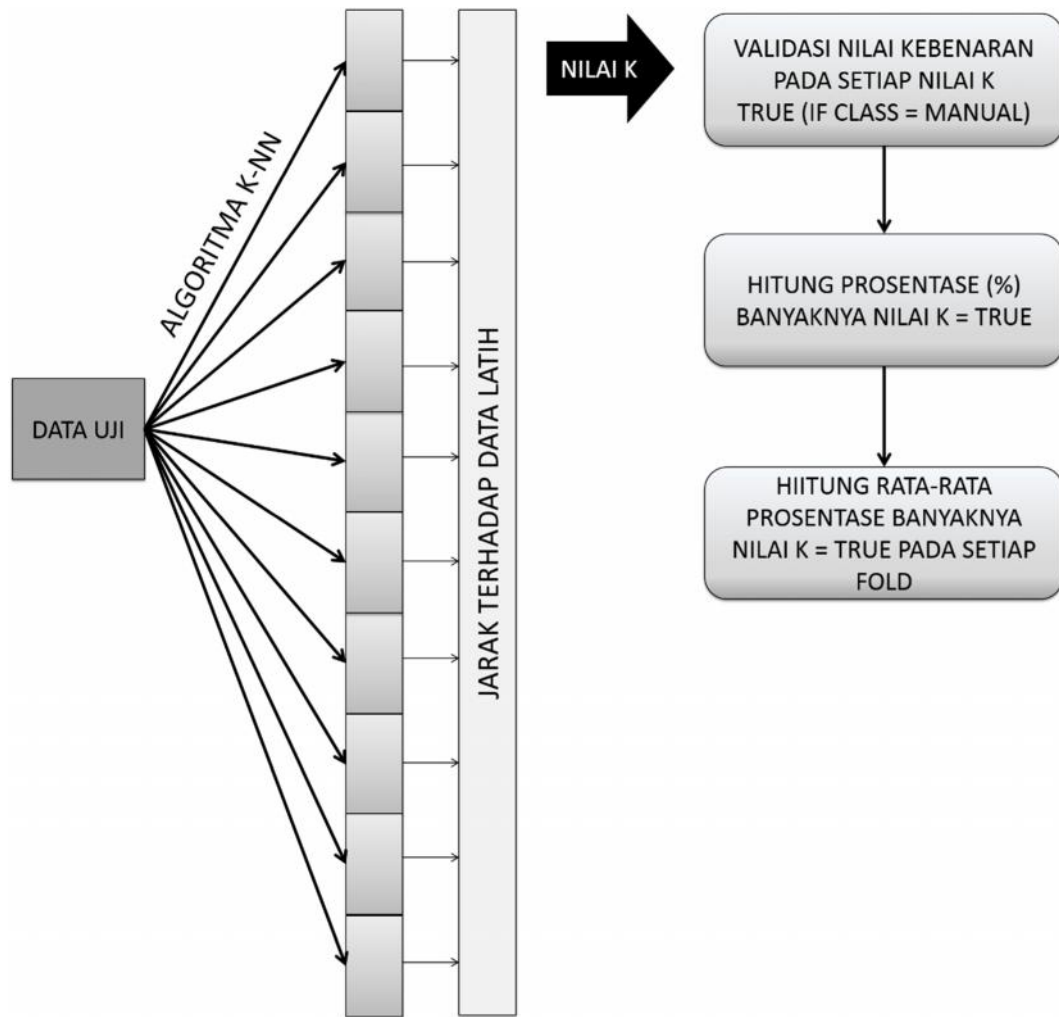 DATA UJI
ALGORITMA K-NN
JARAK TERHADAP DATA LATIH
NILAI K
VALIDASI NILAI KEBENARAN
PADA SETIAP NILAI K
TRUE (IF CLASS = MANUAL)
HITUNG PROSENTASE (%)
BANYAKNYA NILAI K = TRUE
HIITUNG RATA-RATA
PROSENTASE BANYAKNYA
NILAI K = TRUE PADA SETIAP
FOLD